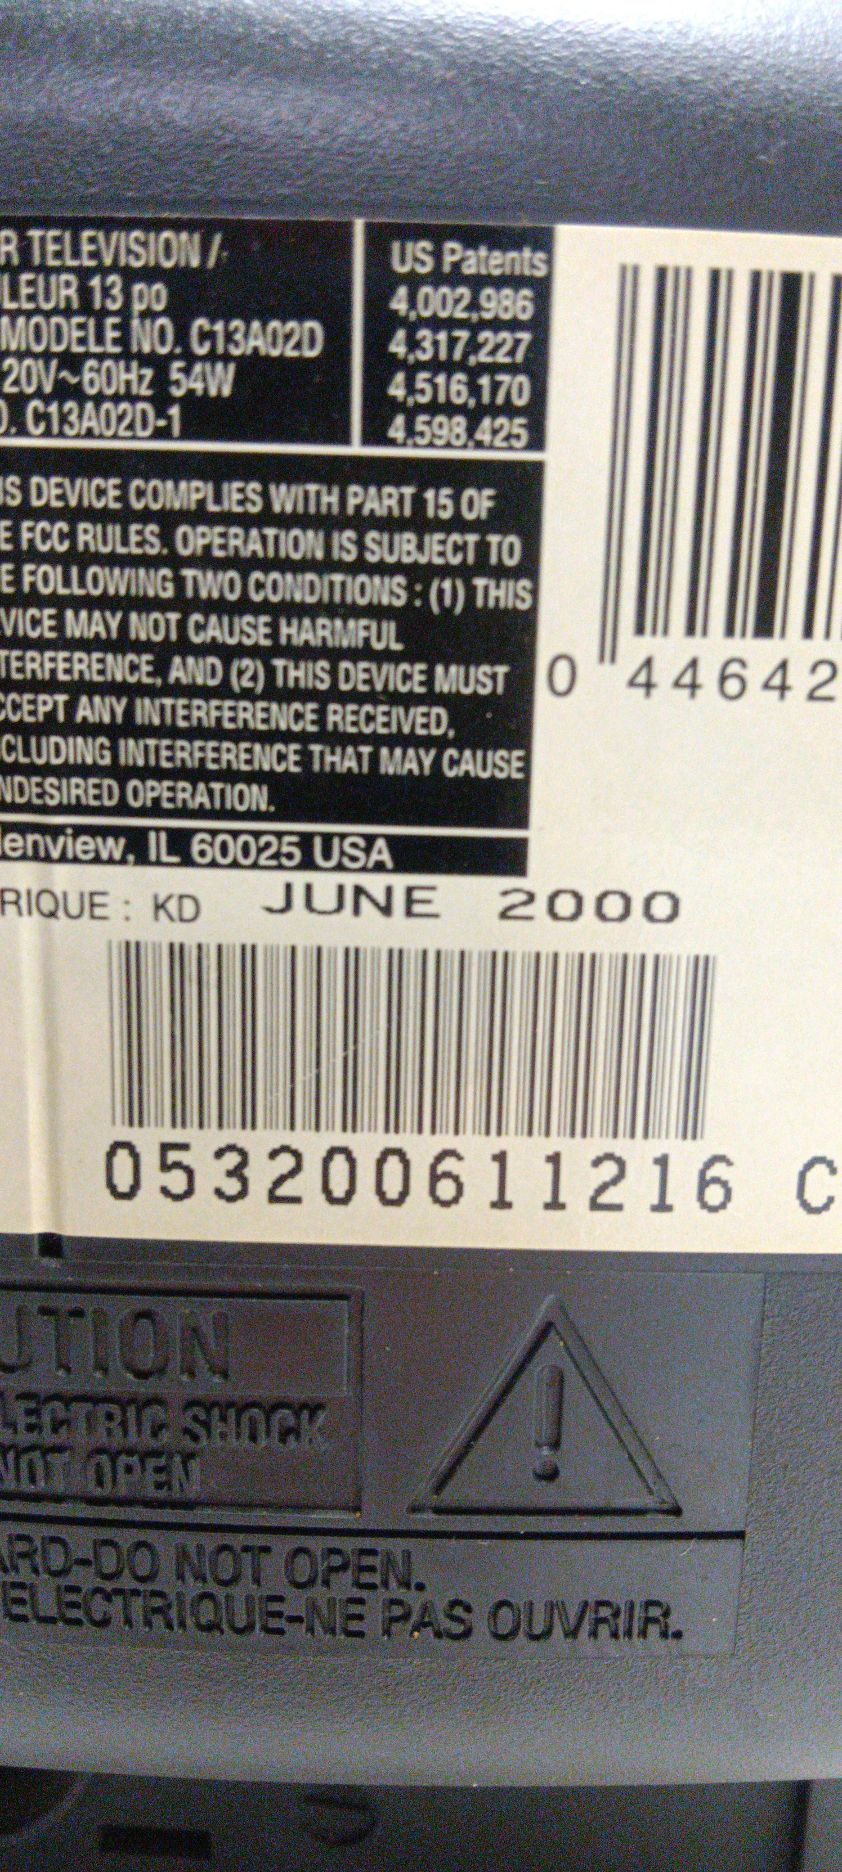 R TELEVISION /
LEUR 13 po
MODELE NO. C13A02D
20V~60Hz 54W
O. C13A02D-1
US Patents
4,002,986
4,317,227
4,516,170
4,598,425
IS DEVICE COMPLIES WITH PART 15 OF
E FCC RULES. OPERATION IS SUBJECT TO
E FOLLOWING TWO CONDITIONS : (1) THIS
VICE MAY NOT CAUSE HARMFUL
TERFERENCE, AND (2) THIS DEVICE MUST
CCEPT ANY INTERFERENCE RECEIVED,
CLUDING INTERFERENCE THAT MAY CAUSE
NDESIRED OPERATION.
lenview, IL 60025 USA
0 44642
RIQUE : KD JUNE 2000
053200611216 C
UTION
LECTRIC SHOCK
NOT OPEN
ARD-DO NOT OPEN.
ELECTRIQUE-NE PAS OUVRIR.